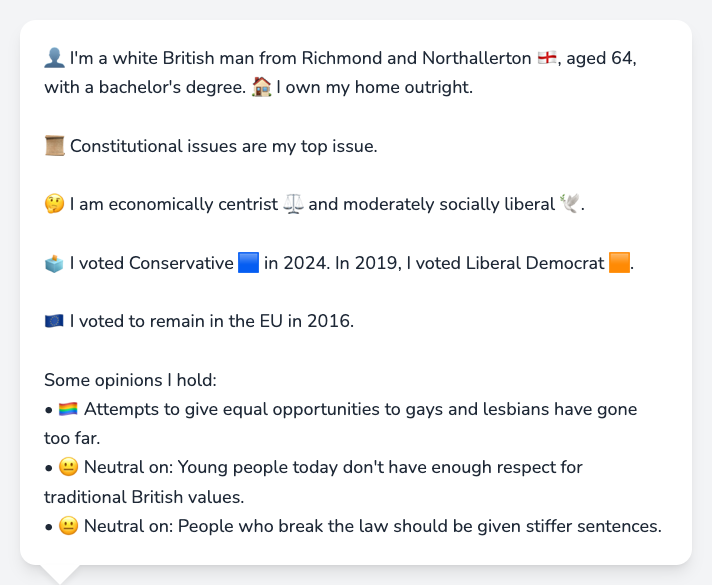 👤 I'm a white British man from Richmond and Northallerton 🏴󠁧󠁢󠁥󠁮󠁧󠁿, aged 64,
with a bachelor's degree. 🏠 I own my home outright.
📜 Constitutional issues are my top issue.
🤔 I am economically centrist ⚖️ and moderately socially liberal 🕊️.
🗳️ I voted Conservative 🟦 in 2024. In 2019, I voted Liberal Democrat 🟧.
🇪🇺 I voted to remain in the EU in 2016.
Some opinions I hold:
• 🏳️‍🌈 Attempts to give equal opportunities to gays and lesbians have gone
too far.
• 😐 Neutral on: Young people today don't have enough respect for
traditional British values.
• 😐 Neutral on: People who break the law should be given stiffer sentences.